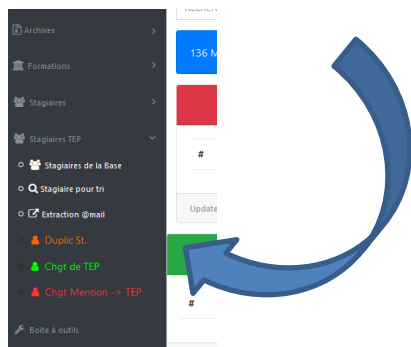 Archives
136 M
Formations
Stagiaires
Stagiaires TEP
#
Stagiaires de la Base
Stagiaire pour tri
Update
Extraction @mail
Duplic St.
Chgt de TEP
Chgt Mention -> TEP
#
Boite à outils